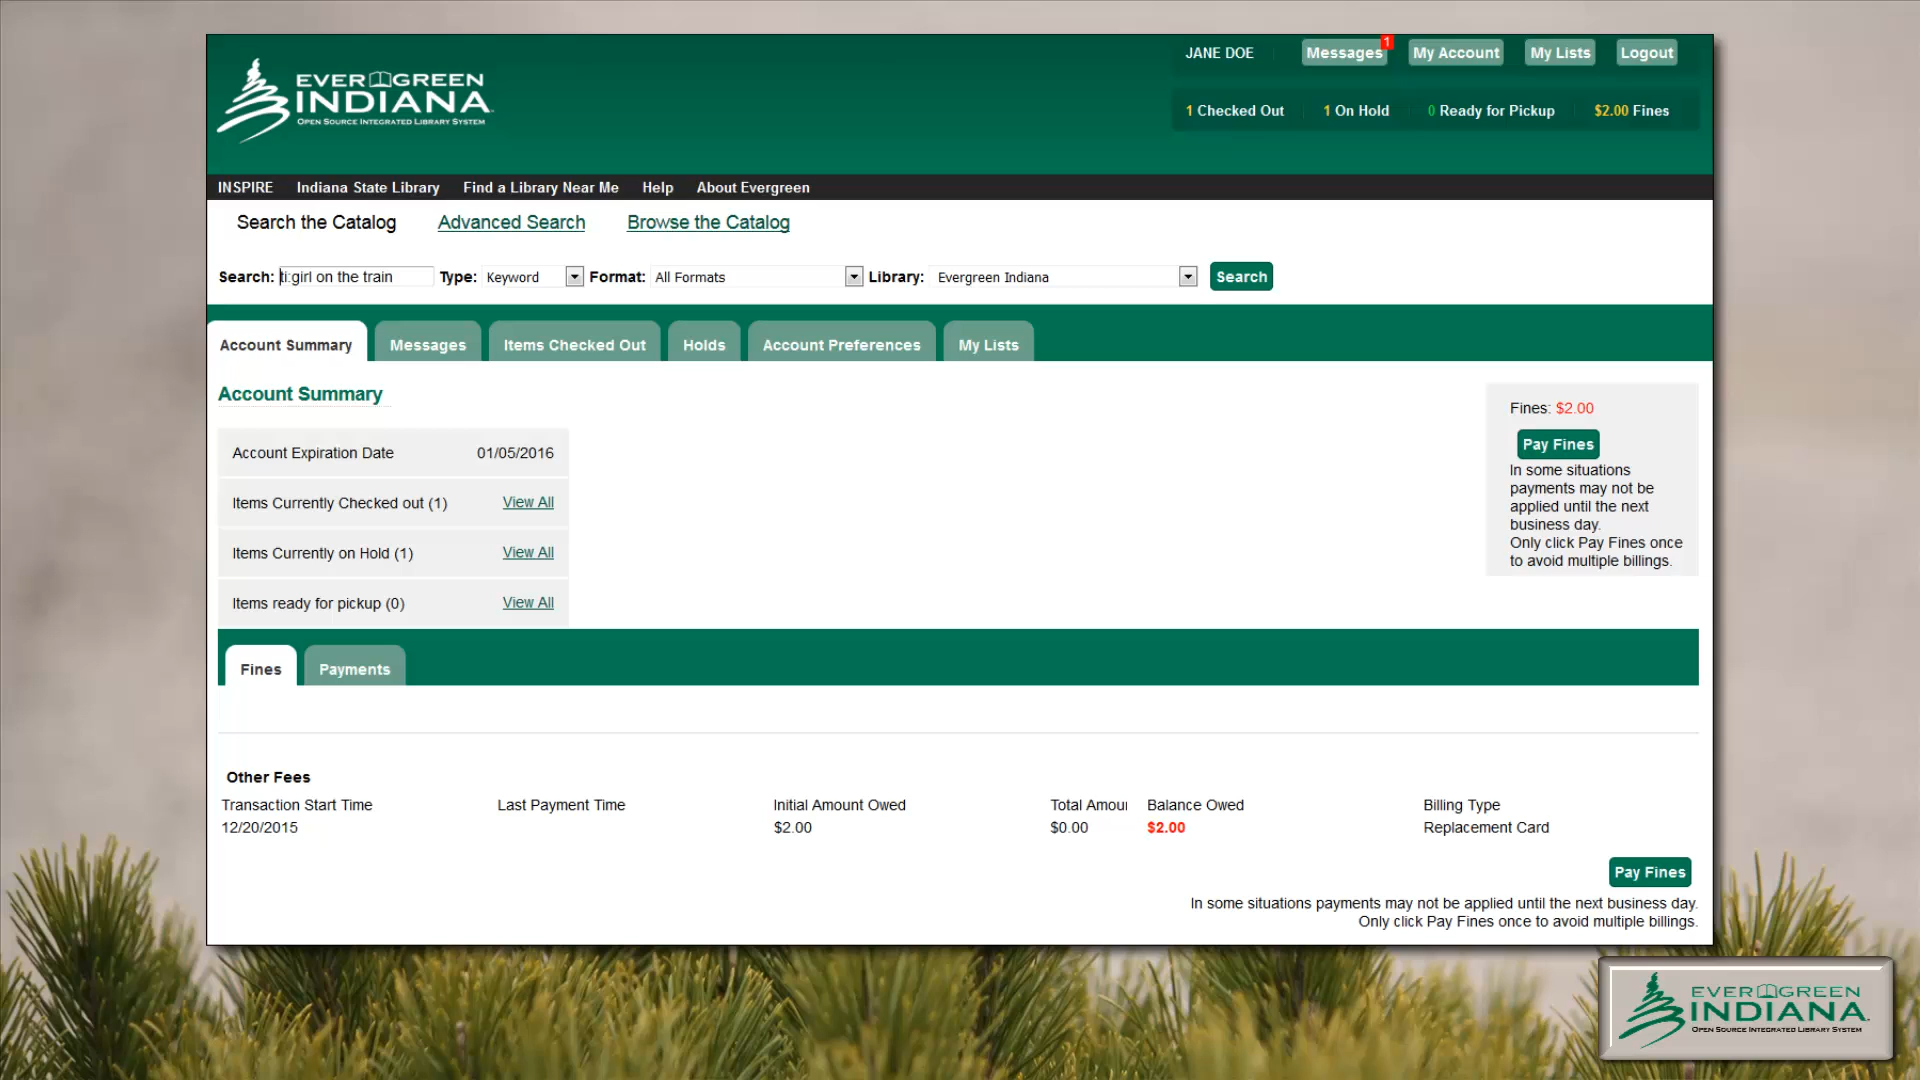 JANE DOE Messages 1 My Account My Lists Logout
EVERGREEN
INDIANA
OPEN SOURCE INTEGRATED LIBRARY SYSTEM
1 Checked Out 1 On Hold 0 Ready for Pickup $2.00 Fines
INSPIRE Indiana State Library Find a Library Near Me Help About Evergreen
Search the Catalog Advanced Search Browse the Catalog
Search: ti:girl on the train Type: Keyword Format: All Formats Library: Evergreen Indiana Search
Account Summary Messages Items Checked Out Holds Account Preferences My Lists
Account Summary
Account Expiration Date 01/05/2016
Items Currently Checked out (1) View All
Items Currently on Hold (1) View All
Items ready for pickup (0) View All
Fines: $2.00
Pay Fines
In some situations
payments may not be
applied until the next
business day.
Only click Pay Fines once
to avoid multiple billings.
Fines Payments
Other Fees
Transaction Start Time Last Payment Time Initial Amount Owed Total Amou Balance Owed Billing Type
12/20/2015 $2.00 $0.00 $2.00 Replacement Card
Pay Fines
In some situations payments may not be applied until the next business day.
Only click Pay Fines once to avoid multiple billings.
EVERGREEN
INDIANA
OPEN SOURCE INTEGRATED LIBRARY SYSTEM